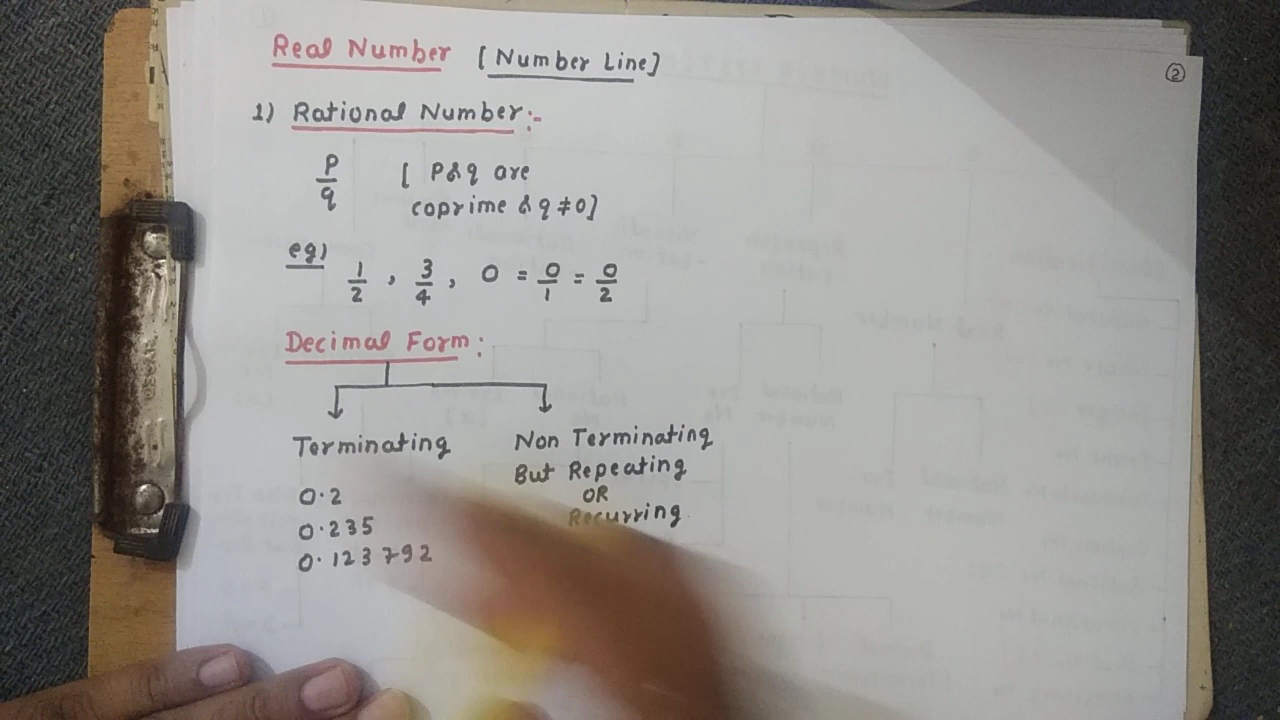 Real Number [Number Line]
2
1) Rational Number:-
P/q [ P & q are
coprime & q ≠ 0]
eg) 1/2 , 3/4 , 0 = 0/1 = 0/2
Decimal Form:
Terminating
Non Terminating
But Repeating
OR
Recurring
0.2
0.235
0.123792